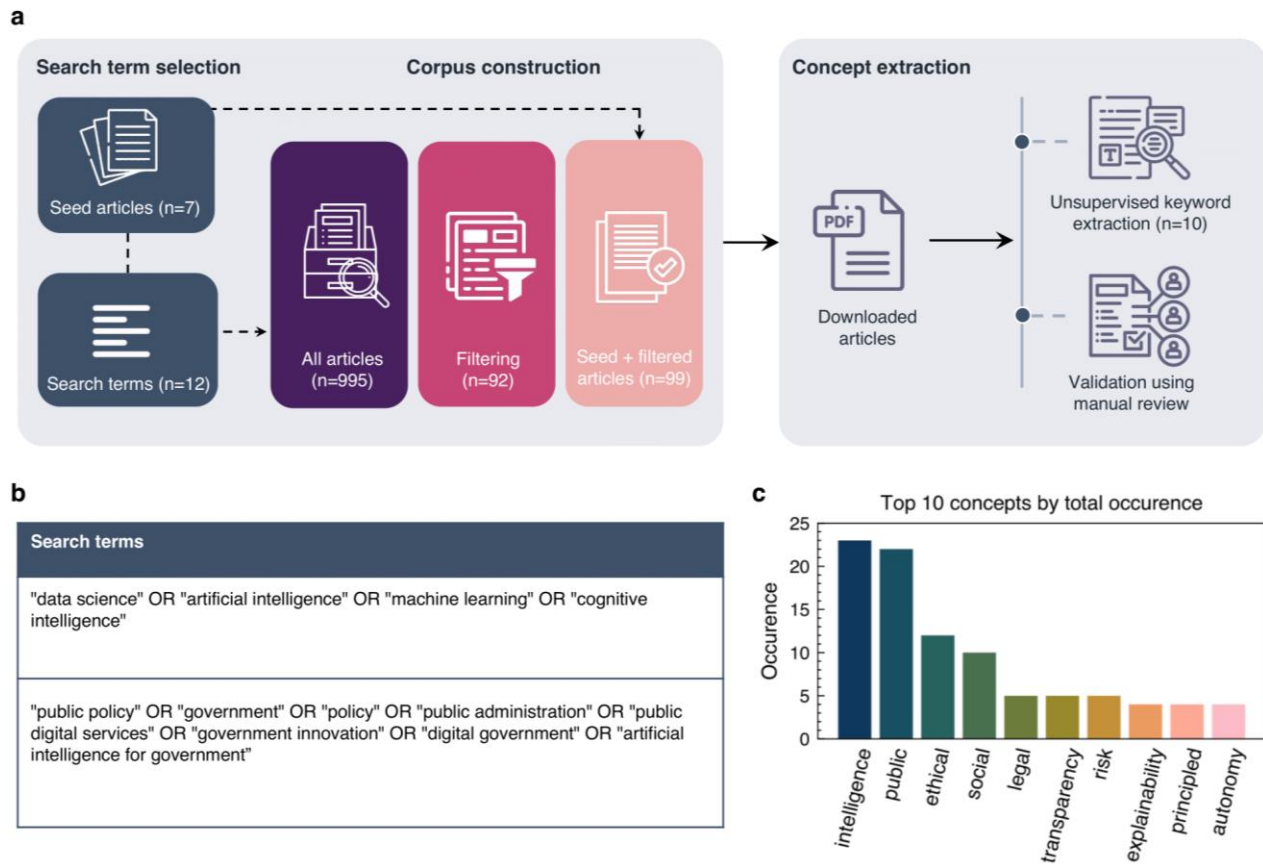 a
Search term selection
Corpus construction
Seed articles (n=7)
Search terms (n=12)
All articles
(n=995)
Filtering
(n=92)
Seed + filtered
articles (n=99)
Concept extraction
PDF
Downloaded
articles
T
Unsupervised keyword
extraction (n=10)
Validation using
manual review
b
Search terms
"data science" OR "artificial intelligence" OR "machine learning" OR "cognitive
intelligence"
"public policy" OR "government" OR "policy" OR "public administration" OR "public
digital services" OR "government innovation" OR "digital government" OR "artificial
intelligence for government"
c
Top 10 concepts by total occurence
Occurence
25
20
15
10
5
0
intelligence
public
ethical
social
legal
transparency
risk
explainability
principled
autonomy